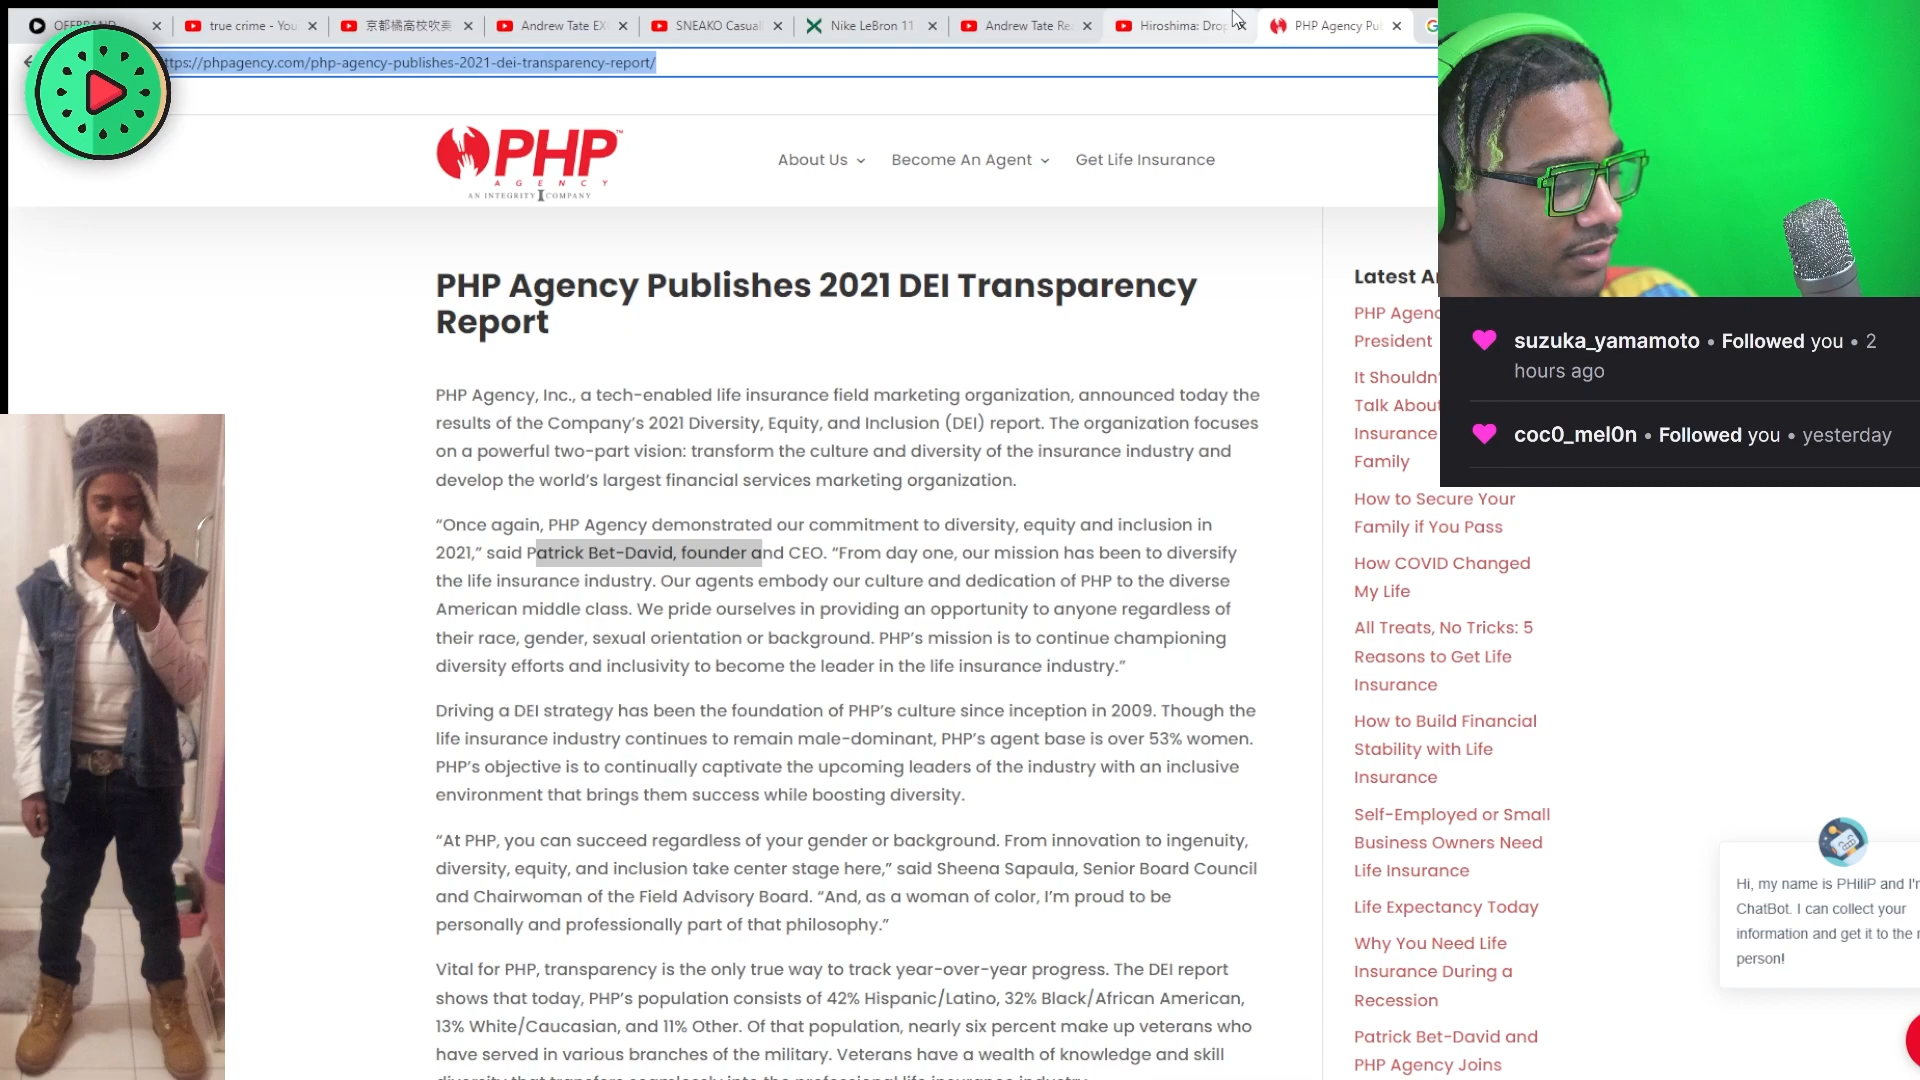 OFFBRAND
true crime - You
京都橘高校吹奏
Andrew Tate EX
SNEAKO Casual
Nike LeBron 11
Andrew Tate Re
Hiroshima: Drop
PHP Agency Pu
ttps://phpagency.com/php-agency-publishes-2021-dei-transparency-report/
PHP™
AGENCY
AN INTEGRITY COMPANY
About Us
Become An Agent
Get Life Insurance
PHP Agency Publishes 2021 DEI Transparency
Report
PHP Agency, Inc., a tech-enabled life insurance field marketing organization, announced today the
results of the Company’s 2021 Diversity, Equity, and Inclusion (DEI) report. The organization focuses
on a powerful two-part vision: transform the culture and diversity of the insurance industry and
develop the world’s largest financial services marketing organization.
“Once again, PHP Agency demonstrated our commitment to diversity, equity and inclusion in
2021,” said Patrick Bet-David, founder and CEO. “From day one, our mission has been to diversify
the life insurance industry. Our agents embody our culture and dedication of PHP to the diverse
American middle class. We pride ourselves in providing an opportunity to anyone regardless of
their race, gender, sexual orientation or background. PHP’s mission is to continue championing
diversity efforts and inclusivity to become the leader in the life insurance industry.”
Driving a DEI strategy has been the foundation of PHP’s culture since inception in 2009. Though the
life insurance industry continues to remain male-dominant, PHP’s agent base is over 53% women.
PHP’s objective is to continually captivate the upcoming leaders of the industry with an inclusive
environment that brings them success while boosting diversity.
“At PHP, you can succeed regardless of your gender or background. From innovation to ingenuity,
diversity, equity, and inclusion take center stage here,” said Sheena Sapaula, Senior Board Council
and Chairwoman of the Field Advisory Board. “And, as a woman of color, I’m proud to be
personally and professionally part of that philosophy.”
Vital for PHP, transparency is the only true way to track year-over-year progress. The DEI report
shows that today, PHP’s population consists of 42% Hispanic/Latino, 32% Black/African American,
13% White/Caucasian, and 11% Other. Of that population, nearly six percent make up veterans who
have served in various branches of the military. Veterans have a wealth of knowledge and skill
diversity that transfers seamlessly into the professional life insurance industry.
Latest
PHP Agenc
President
It Shouldn’
Talk About
Insurance
Family
How to Secure Your
Family if You Pass
How COVID Changed
My Life
All Treats, No Tricks: 5
Reasons to Get Life
Insurance
How to Build Financial
Stability with Life
Insurance
Self-Employed or Small
Business Owners Need
Life Insurance
Life Expectancy Today
Why You Need Life
Insurance During a
Recession
Patrick Bet-David and
PHP Agency Joins
suzuka_yamamoto • Followed you • 2
hours ago
coc0_mel0n • Followed you • yesterday
Hi, my name is PHiliP and I'
ChatBot. I can collect your
information and get it to the
person!